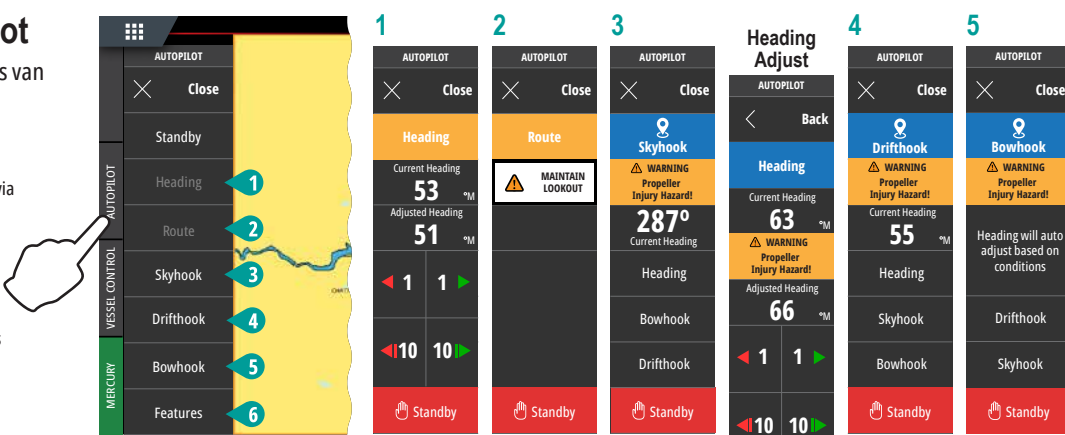 ot
s van
via
s
AUTOPILOT
Close
Standby
Heading
Route
Skyhook
Drifthook
Bowhook
Features
AUTOPILOT
VESSEL CONTROL
MERCURY
1
2
3
4
5
6
1
AUTOPILOT
Close
Heading
Current Heading
53 °M
Adjusted Heading
51 °M
1 1
10 10
Standby
2
AUTOPILOT
Close
Route
MAINTAIN
LOOKOUT
Standby
3
AUTOPILOT
Close
Skyhook
WARNING
Propeller
Injury Hazard!
287º
Current Heading
Heading
Bowhook
Drifthook
Standby
Heading
Adjust
AUTOPILOT
Back
Heading
Current Heading
63 °M
WARNING
Propeller
Injury Hazard!
Adjusted Heading
66 °M
1 1
10 10
4
AUTOPILOT
Close
Drifthook
WARNING
Propeller
Injury Hazard!
Current Heading
55 °M
Heading
Skyhook
Bowhook
Standby
5
AUTOPILOT
Close
Bowhook
WARNING
Propeller
Injury Hazard!
Heading will auto
adjust based on
conditions
Drifthook
Skyhook
Standby